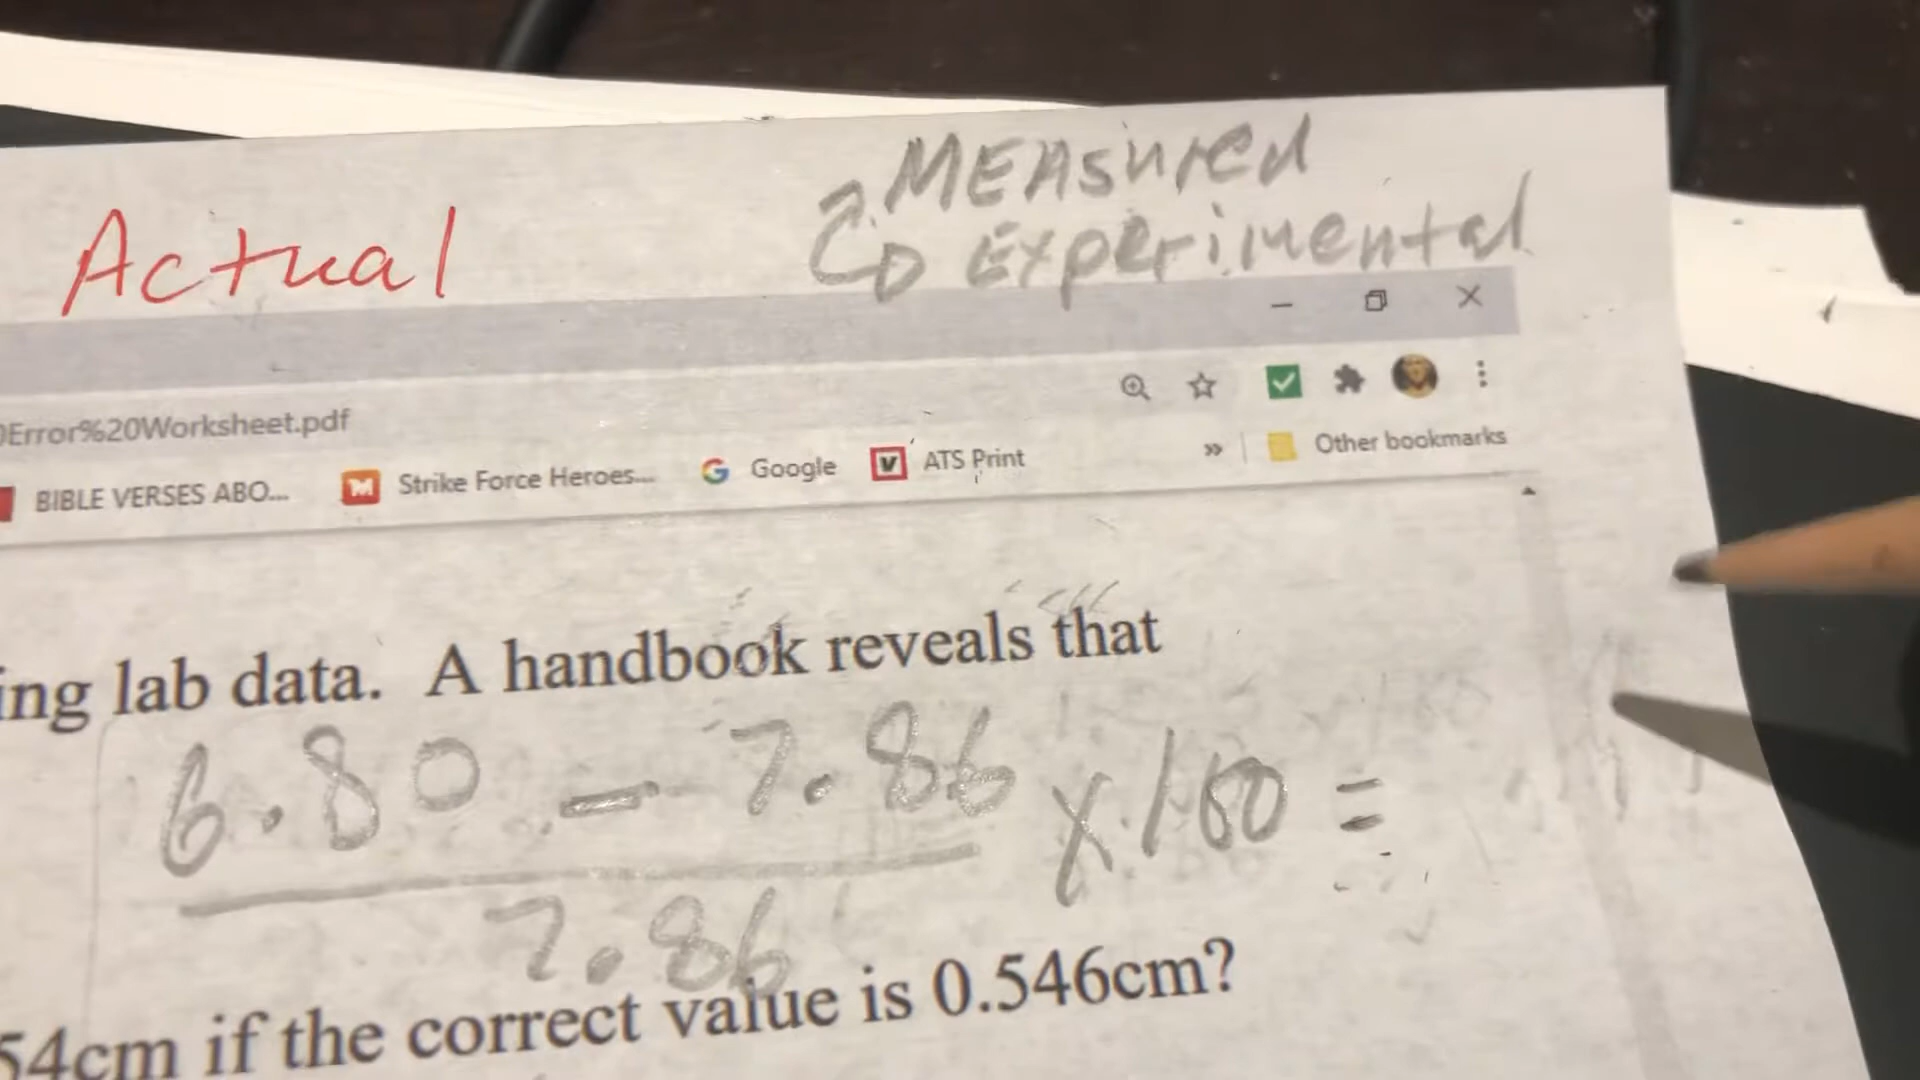 MEASured
Actual
Experimental
Error%20Worksheet.pdf
BIBLE VERSES ABO... Strike Force Heroes... Google ATS Print » Other bookmarks
ing lab data. A handbook reveals that
6.80 - 7.86 x 100 =
7.86
54cm if the correct value is 0.546cm?